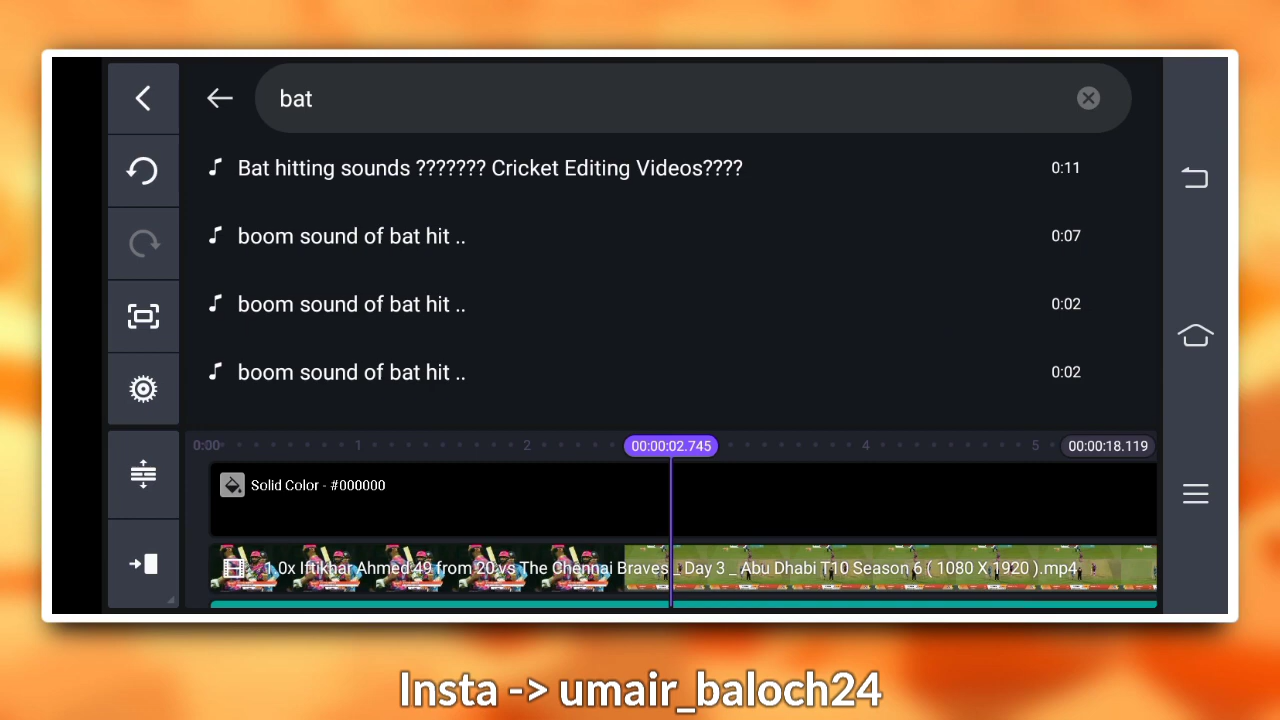 bat
Bat hitting sounds ??????? Cricket Editing Videos???? 0:11
boom sound of bat hit .. 0:07
boom sound of bat hit .. 0:02
boom sound of bat hit .. 0:02
0:00 1 2 00:00:02.745 4 5 00:00:18.119
Solid Color - #000000
1.0x Iftikhar Ahmed 49 from 20 vs The Chennai Braves _ Day 3 _ Abu Dhabi T10 Season 6 ( 1080 X 1920 ).mp4
Insta -> umair_baloch24